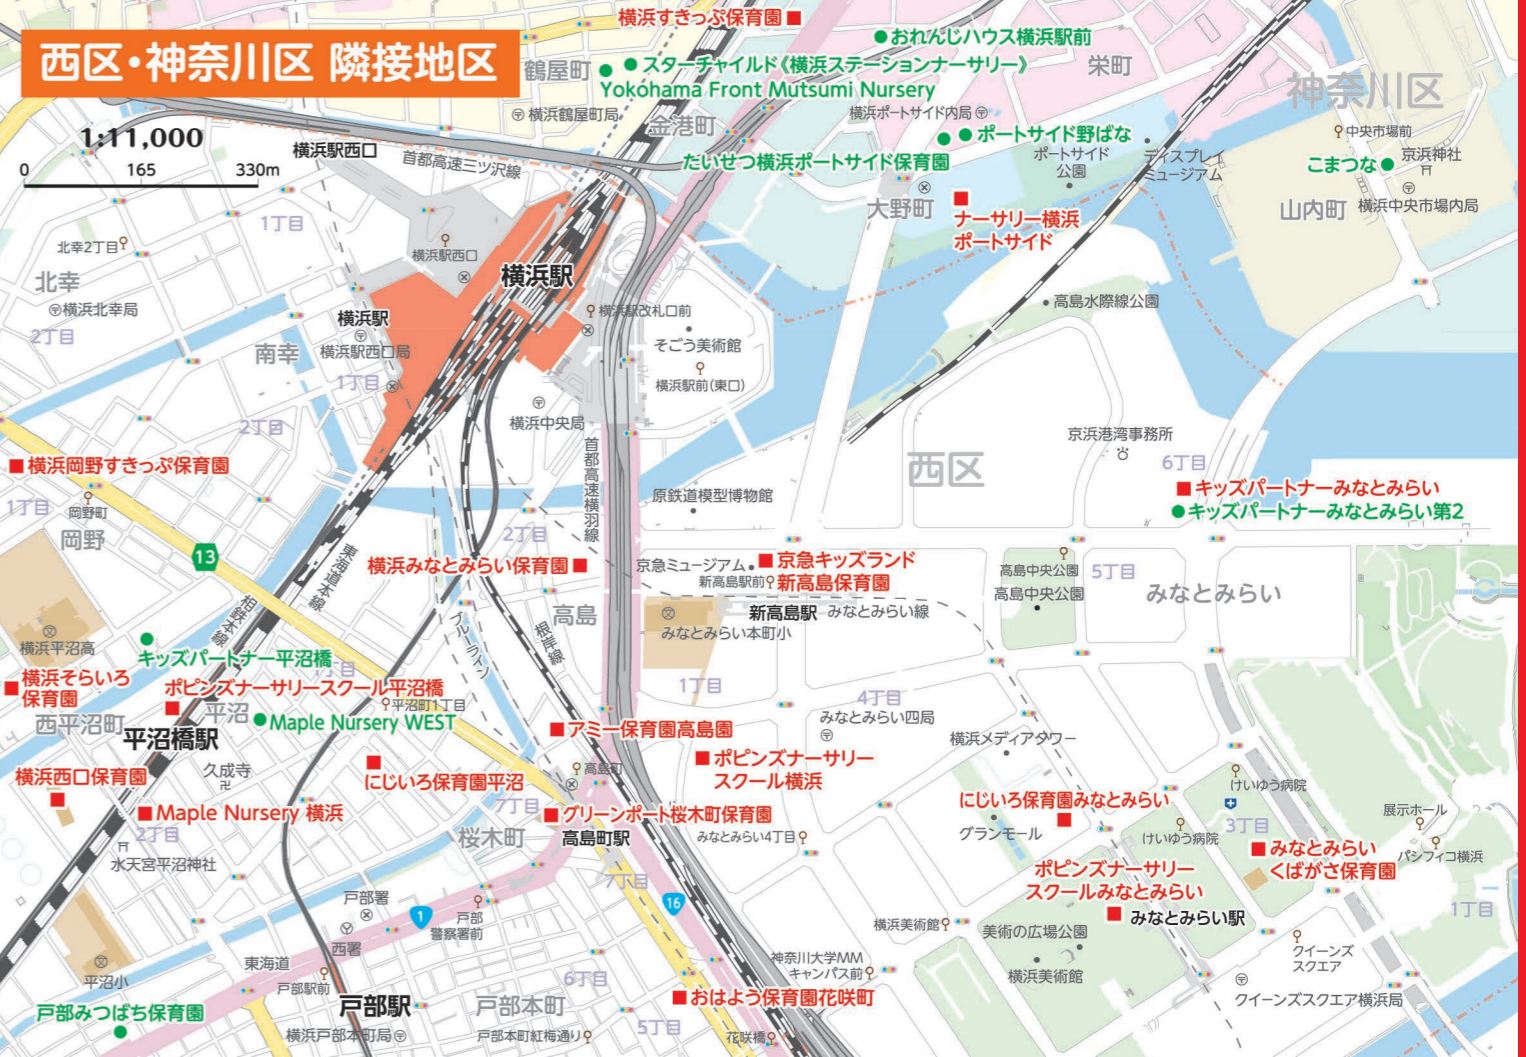 西区・神奈川区 隣接地区
1:11,000
0 165 330m
横浜すきっぷ保育園
おれんじハウス横浜駅前
スターチャイルド《横浜ステーションナーサリー》
Yokohama Front Mutsumi Nursery
鶴屋町
栄町
神奈川区
横浜鶴屋町局
金港町
横浜ポートサイド内局
ポートサイド野ばな
だいせつ横浜ポートサイド保育園
ポートサイド
公園
ディスプレイ
ミュージアム
中央市場前
京浜神社
こまつな
山内町
横浜中央市場内局
横浜駅西口
首都高速三ツ沢線
大野町
ナーサリー横浜
ポートサイド
1丁目
北幸2丁目
北幸
横浜北幸局
2丁目
横浜駅西口
横浜駅
横浜駅
横浜駅西口局
南幸
1丁目
2丁目
横浜駅改札口前
そごう美術館
横浜駅前(東口)
高島水際線公園
横浜中央局
首都高速横羽線
西区
京浜港湾事務所
6丁目
キッズパートナーみなとみらい
キッズパートナーみなとみらい第2
横浜岡野すきっぷ保育園
1丁目
岡野町
岡野
13
原鉄道模型博物館
2丁目
東海道本線
相鉄本線
横浜みなとみらい保育園
京急ミュージアム
京急キッズランド
新高島保育園
新高島駅前
新高島駅
みなとみらい線
みなとみらい本町小
高島
根岸線
ブルーライン
高島中央公園
高島中央公園
5丁目
みなとみらい
横浜平沼高
キッズパートナー平沼橋
1丁目
横浜そらいろ
保育園
ポピンズナーサリースクール平沼橋
平沼
平沼町1丁目
Maple Nursery WEST
西平沼町
平沼橋駅
久成寺
横浜西口保育園
にじいろ保育園平沼
Maple Nursery 横浜
2丁目
水天宮平沼神社
1丁目
4丁目
みなとみらい四局
アミー保育園高島園
ポピンズナーサリー
スクール横浜
高島町
7丁目
グリーンポート桜木町保育園
高島町駅
桜木町
みなとみらい4丁目
7丁目
横浜メディアタワー
にじいろ保育園みなとみらい
グランモール
けいゆう病院
けいゆう病院
3丁目
展示ホール
パシフィコ横浜
みなとみらい
くばがさ保育園
ポピンズナーサリー
スクールみなとみらい
みなとみらい駅
1丁目
戸部署
1
戸部
警察署前
西署
16
横浜美術館
美術の広場公園
横浜美術館
神奈川大学MM
キャンパス前
クイーンズ
スクエア
クイーンズスクエア横浜局
平沼小
東海道
戸部駅前
戸部駅
戸部みつばち保育園
横浜戸部本町局
戸部本町
戸部本町紅梅通り
6丁目
5丁目
おはよう保育園花咲町
花咲橋